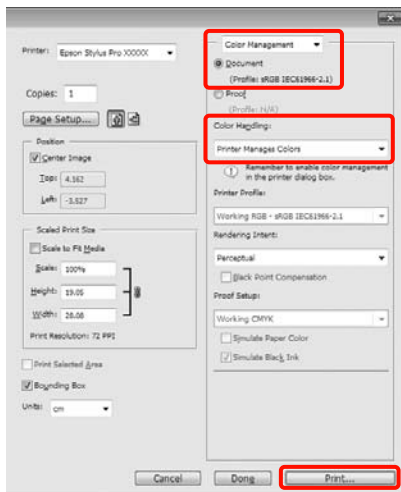 Printer: Epson Stylus Pro XXXXX
Copies: 1
Page Setup...
Position
Center Image
Top: 4.162
Left: -3.527
Scaled Print Size
Scale to Fit Media
Scale: 100%
Height: 19.05
Width: 28.08
Print Resolution: 72 PPI
Print Selected Area
Bounding Box
Units: cm
Color Management
Document
(Profile: sRGB IEC61966-2.1)
Proof
(Profile: N/A)
Color Handling:
Printer Manages Colors
Remember to enable color management
in the printer dialog box.
Printer Profile:
Working RGB - sRGB IEC61966-2.1
Rendering Intent:
Perceptual
Black Point Compensation
Proof Setup:
Working CMYK
Simulate Paper Color
Simulate Black Ink
Cancel
Done
Print...